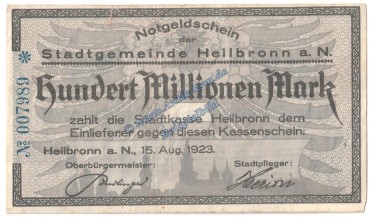 Notgeldschein
der
Stadtgemeinde Heilbronn a. N.
Hundert Millionen Mark
zahlt die Stadtkasse Heilbronn dem
Einlieferer gegen diesen Kassenschein.
Heilbronn a. N., 15. Aug. 1923.
Oberbürgermeister:
Stadtpfleger:
№ 007989 *